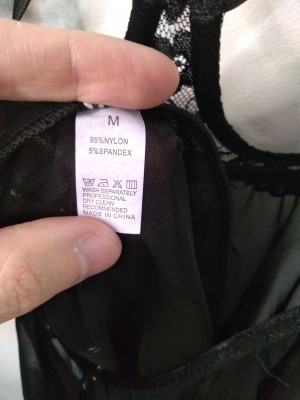 M
95%NYLON
5%SPANDEX
WASH SEPARATELY
PROFESSIONAL
DRY CLEAN
RECOMMENDED
MADE IN CHINA